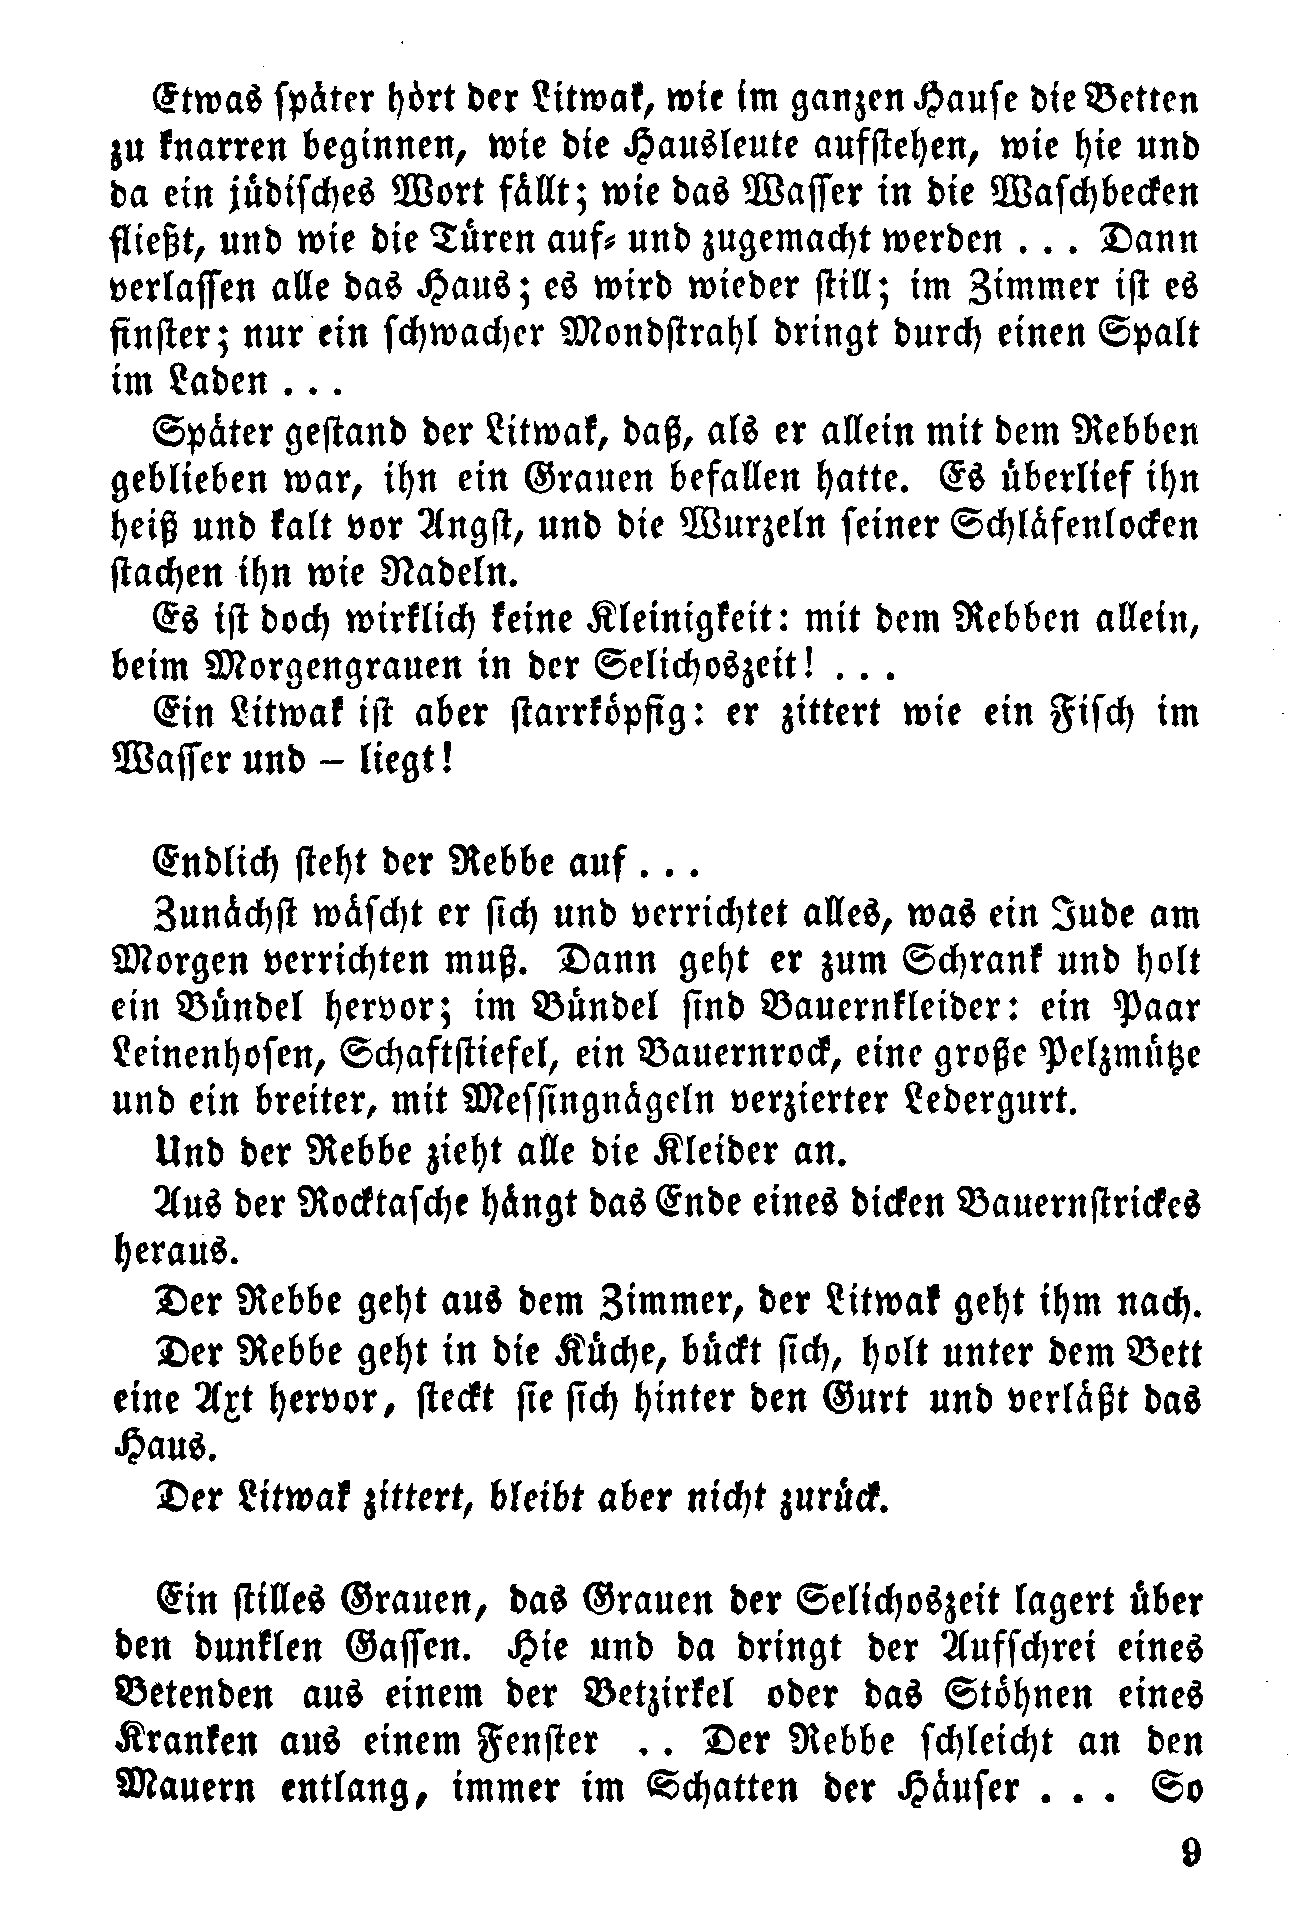 Etwas später hört der Litwak, wie im ganzen Hause die Betten
zu knarren beginnen, wie die Hausleute aufstehen, wie hie und
da ein jüdisches Wort fällt; wie das Wasser in die Waschbecken
fließt, und wie die Türen auf- und zugemacht werden . . . Dann
verlassen alle das Haus; es wird wieder still; im Zimmer ist es
finster; nur ein schwacher Mondstrahl dringt durch einen Spalt
im Laden . . .
Später gestand der Litwak, daß, als er allein mit dem Rebben
geblieben war, ihn ein Grauen befallen hatte. Es überlief ihn
heiß und kalt vor Angst, und die Wurzeln seiner Schläfenlocken
stachen ihn wie Nadeln.
Es ist doch wirklich keine Kleinigkeit: mit dem Rebben allein,
beim Morgengrauen in der Selichoszeit! . . .
Ein Litwak ist aber starrköpfig: er zittert wie ein Fisch im
Wasser und – liegt!
Endlich steht der Rebbe auf . . .
Zunächst wäscht er sich und verrichtet alles, was ein Jude am
Morgen verrichten muß. Dann geht er zum Schrank und holt
ein Bündel hervor; im Bündel sind Bauernkleider: ein Paar
Leinenhosen, Schaftstiefel, ein Bauernrock, eine große Pelzmütze
und ein breiter, mit Messingnägeln verzierter Ledergurt.
Und der Rebbe zieht alle die Kleider an.
Aus der Rocktasche hängt das Ende eines dicken Bauernstrickes
heraus.
Der Rebbe geht aus dem Zimmer, der Litwak geht ihm nach.
Der Rebbe geht in die Küche, bückt sich, holt unter dem Bett
eine Axt hervor, steckt sie sich hinter den Gurt und verläßt das
Haus.
Der Litwak zittert, bleibt aber nicht zurück.
Ein stilles Grauen, das Grauen der Selichoszeit lagert über
den dunklen Gassen. Hie und da dringt der Aufschrei eines
Betenden aus einem der Betzirkel oder das Stöhnen eines
Kranken aus einem Fenster . . Der Rebbe schleicht an den
Mauern entlang, immer im Schatten der Häuser . . . So
9